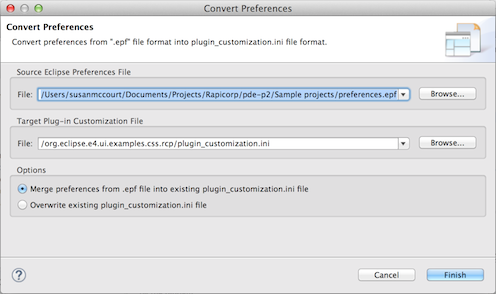 Convert Preferences
Convert Preferences
Convert preferences from ".epf" file format into plugin_customization.ini file format.
Source Eclipse Preferences File
File: /Users/susanmccourt/Documents/Projects/Rapicorp/pde-p2/Sample projects/preferences.epf Browse...
Target Plug-in Customization File
File: /org.eclipse.e4.ui.examples.css.rcp/plugin_customization.ini Browse...
Options
Merge preferences from .epf file into existing plugin_customization.ini file
Overwrite existing plugin_customization.ini file
? Cancel Finish